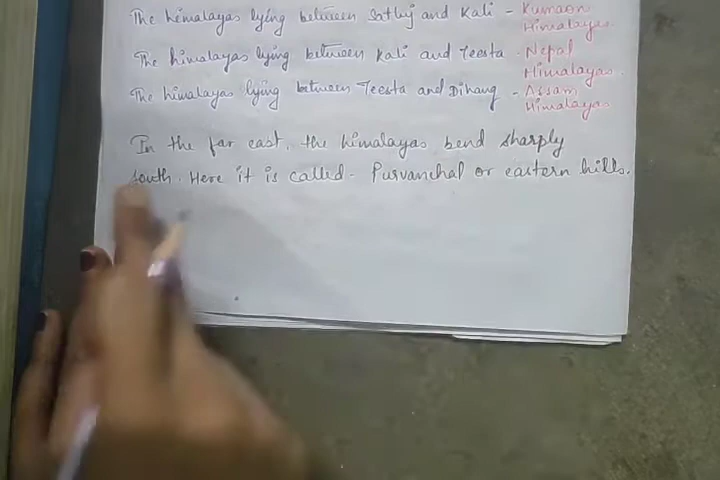 The himalayas lying between Satluj and Kali - Kumaon
Himalayas
The himalayas lying between Kali and Teesta - Nepal
Himalayas.
The himalayas lying between Teesta and Dihang - Assam
Himalayas
In the far east, the himalayas bend sharply
south. Here it is called - Purvanchal or eastern hills.